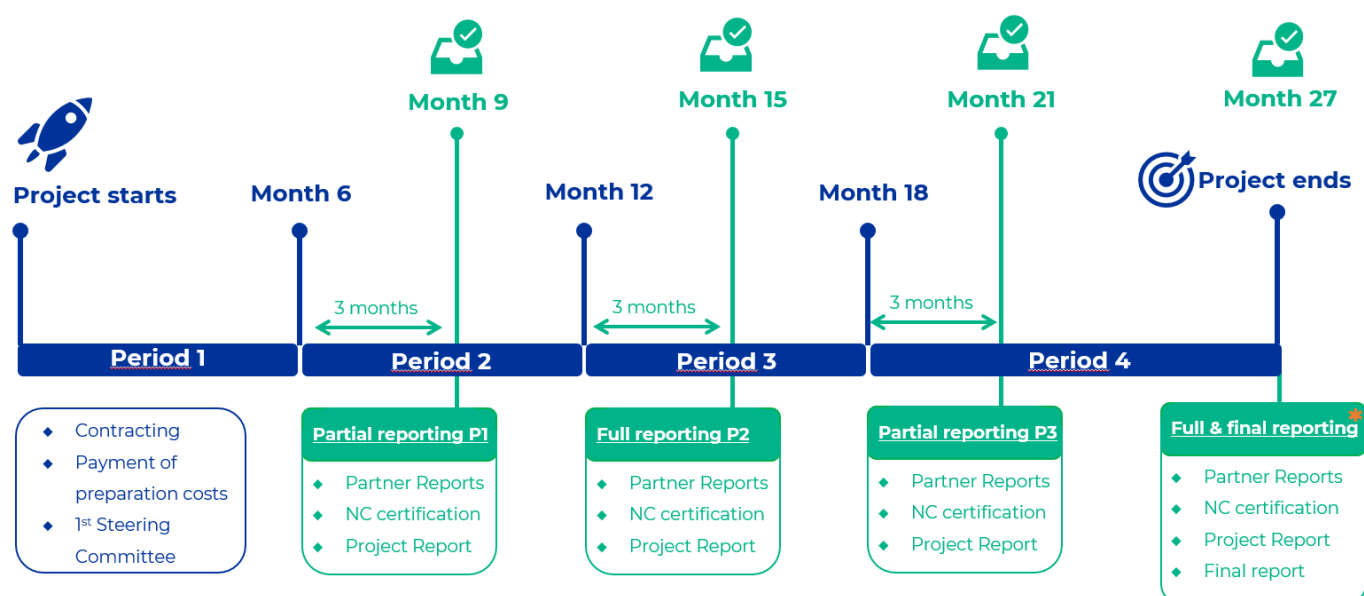 Month 9
Month 15
Month 21
Month 27
Project starts
Month 6
Month 12
Month 18
Project ends
3 months
3 months
3 months
Period 1
Period 2
Period 3
Period 4
Contracting
Payment of
preparation costs
1st Steering
Committee
Partial reporting P1
Partner Reports
NC certification
Project Report
Full reporting P2
Partner Reports
NC certification
Project Report
Partial reporting P3
Partner Reports
NC certification
Project Report
Full & final reporting*
Partner Reports
NC certification
Project Report
Final report